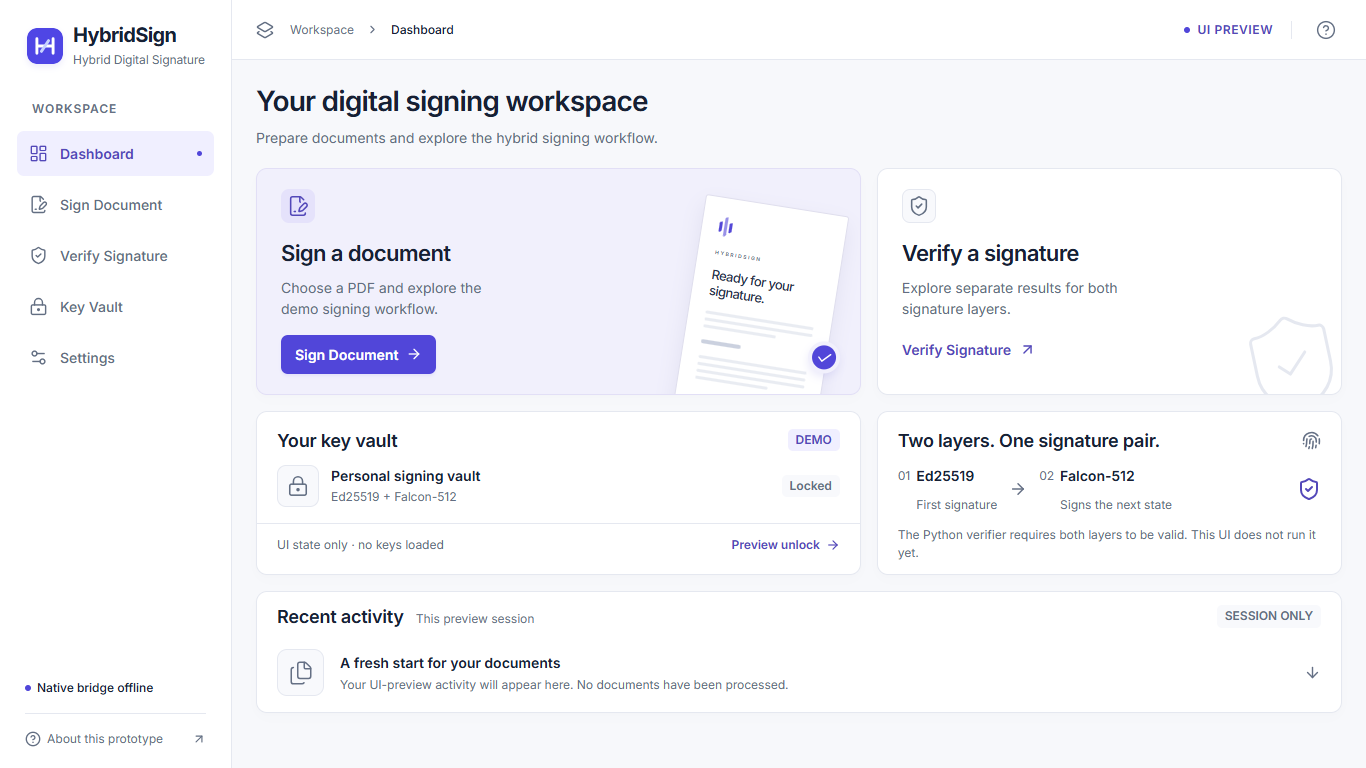 HybridSign
Hybrid Digital Signature
WORKSPACE
Dashboard
Sign Document
Verify Signature
Key Vault
Settings
Native bridge offline
About this prototype
Workspace
Dashboard
UI PREVIEW
Your digital signing workspace
Prepare documents and explore the hybrid signing workflow.
Sign a document
Choose a PDF and explore the
demo signing workflow.
Sign Document
HYBRIDSIGN
Ready for your
signature.
Verify a signature
Explore separate results for both
signature layers.
Verify Signature
Your key vault
DEMO
Personal signing vault
Ed25519 + Falcon-512
Locked
UI state only · no keys loaded
Preview unlock
Two layers. One signature pair.
01 Ed25519
First signature
02 Falcon-512
Signs the next state
The Python verifier requires both layers to be valid. This UI does not run it
yet.
Recent activity
This preview session
SESSION ONLY
A fresh start for your documents
Your UI-preview activity will appear here. No documents have been processed.